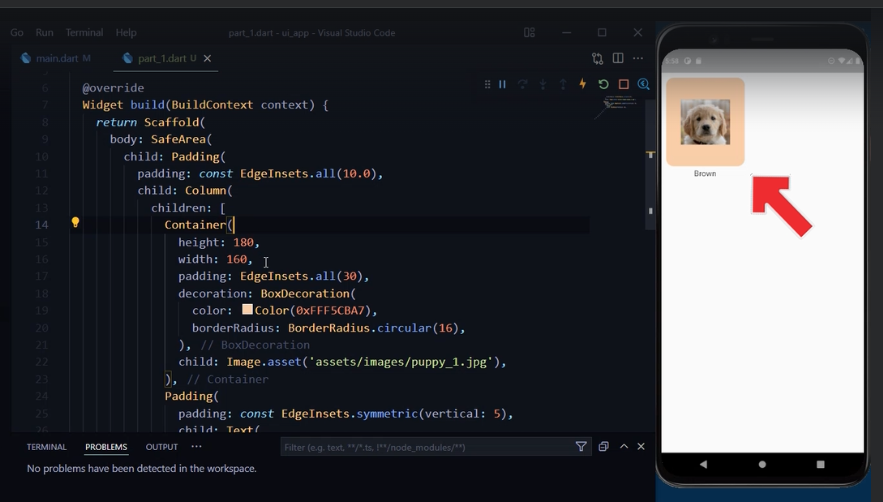 Go Run Terminal Help part_1.dart - ui_app - Visual Studio Code
main.dart M part_1.dart U
6 @override
7 Widget build(BuildContext context) {
8 return Scaffold(
9 body: SafeArea(
10 child: Padding(
11 padding: const EdgeInsets.all(10.0),
12 child: Column(
13 children: [
14 Container(
15 height: 180,
16 width: 160,
17 padding: EdgeInsets.all(30),
18 decoration: BoxDecoration(
19 color: Color(0xFFF5CBA7),
20 borderRadius: BorderRadius.circular(16),
21 ), // BoxDecoration
22 child: Image.asset('assets/images/puppy_1.jpg'),
23 ), // Container
24 Padding(
25 padding: const EdgeInsets.symmetric(vertical: 5),
26 child: Text(
TERMINAL PROBLEMS OUTPUT ··· Filter (e.g. text, **/*.ts, !**/node_modules/**)
No problems have been detected in the workspace.
Brown